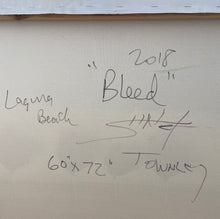 2018
"Bleed"
Laguna
Beach
60"x72"
TOWNLEY